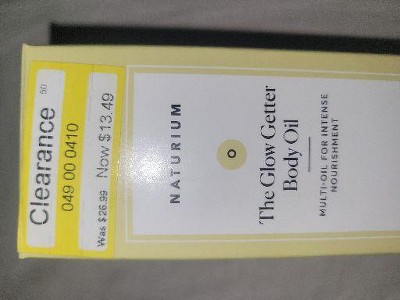 Clearance 50
049 00 0410
Was $26.99 Now $13.49
NATURIUM
The Glow Getter
Body Oil
MULTI-OIL FOR INTENSE
NOURISHMENT